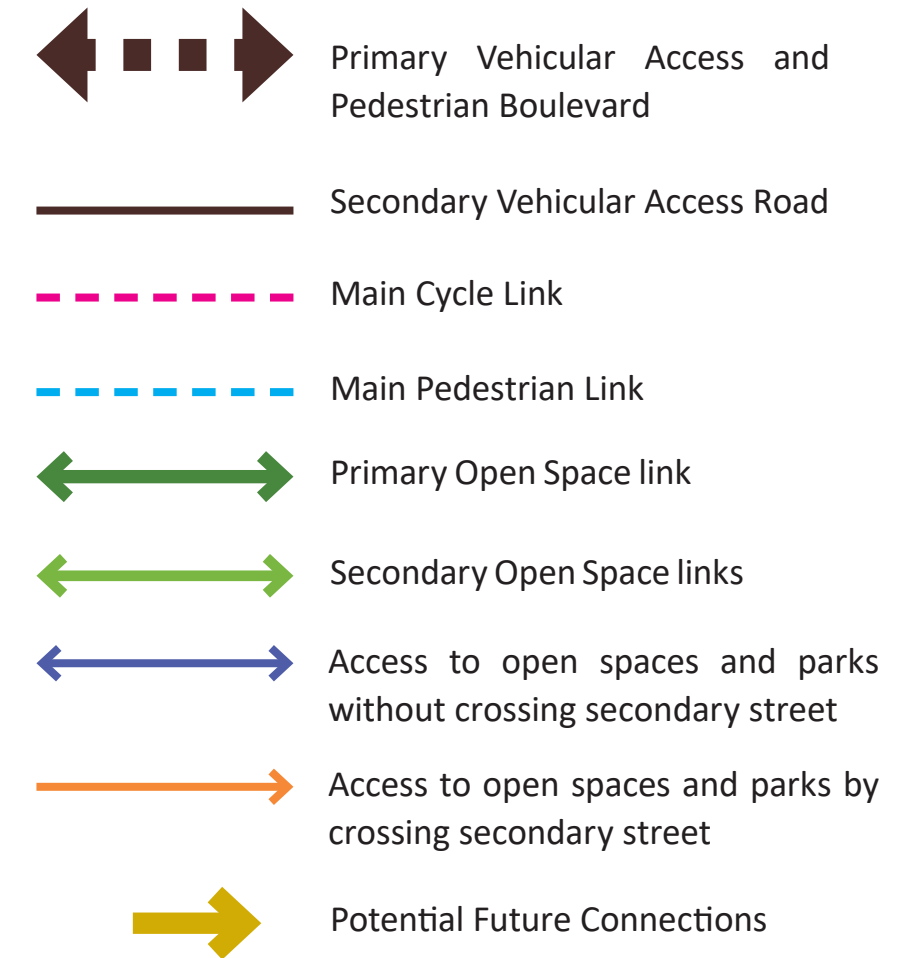 Primary Vehicular Access and
Pedestrian Boulevard
Secondary Vehicular Access Road
Main Cycle Link
Main Pedestrian Link
Primary Open Space link
Secondary Open Space links
Access to open spaces and parks
without crossing secondary street
Access to open spaces and parks by
crossing secondary street
Potential Future Connections